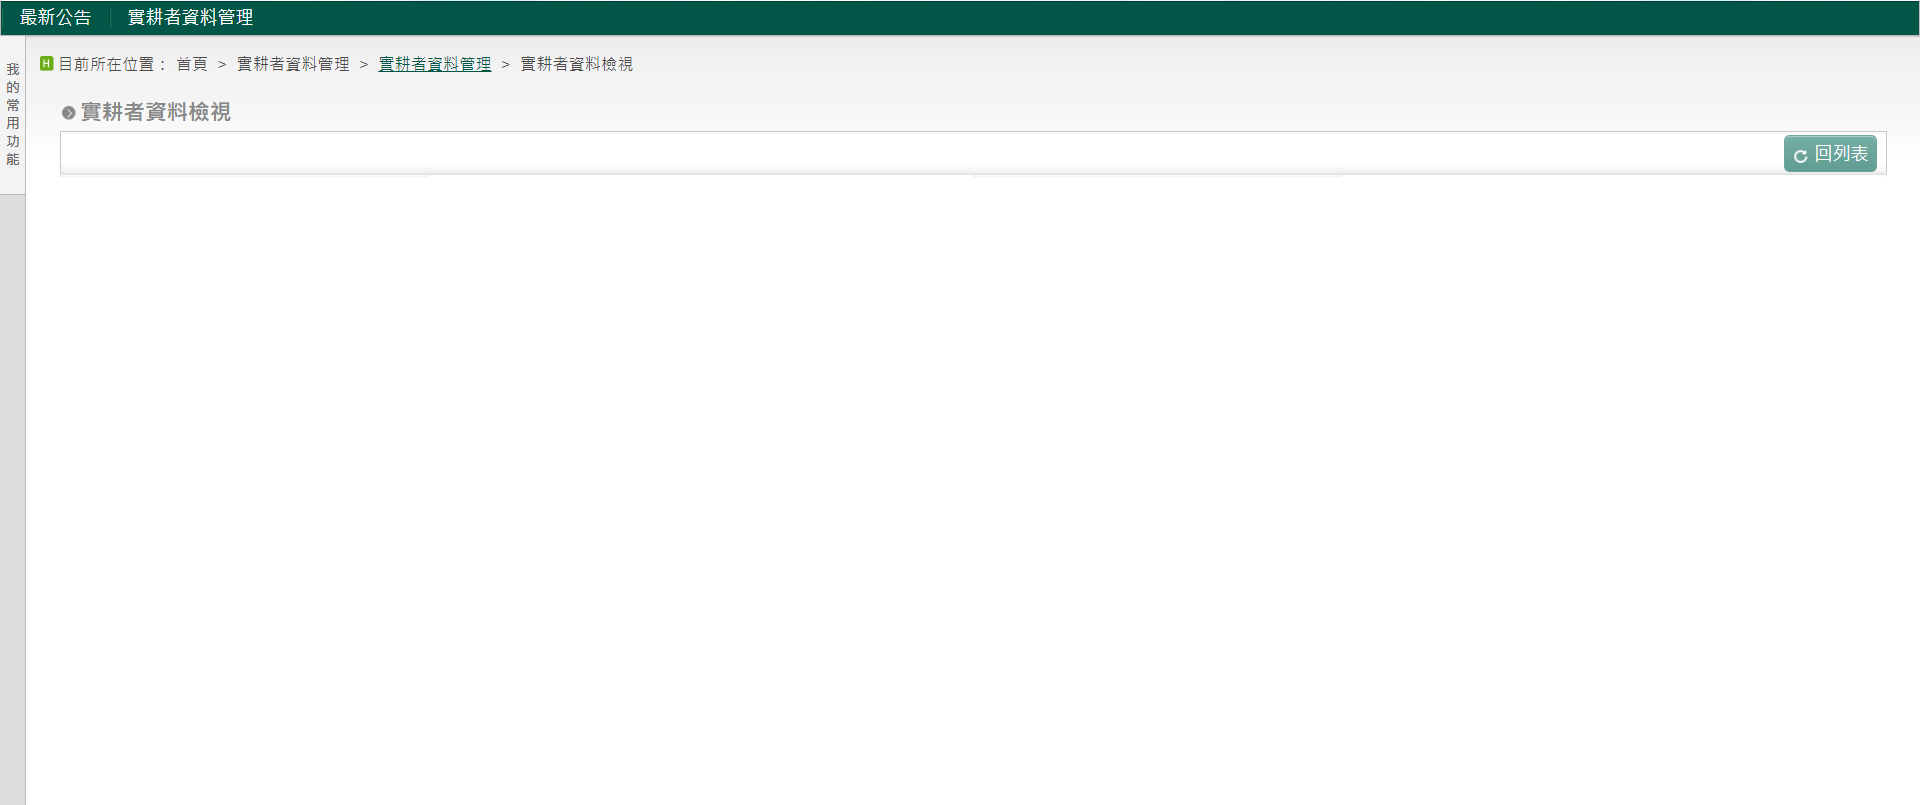 最新公告 實耕者資料管理
我的常用功能
H 目前所在位置： 首頁 > 實耕者資料管理 > 實耕者資料管理 > 實耕者資料檢視
實耕者資料檢視
回列表